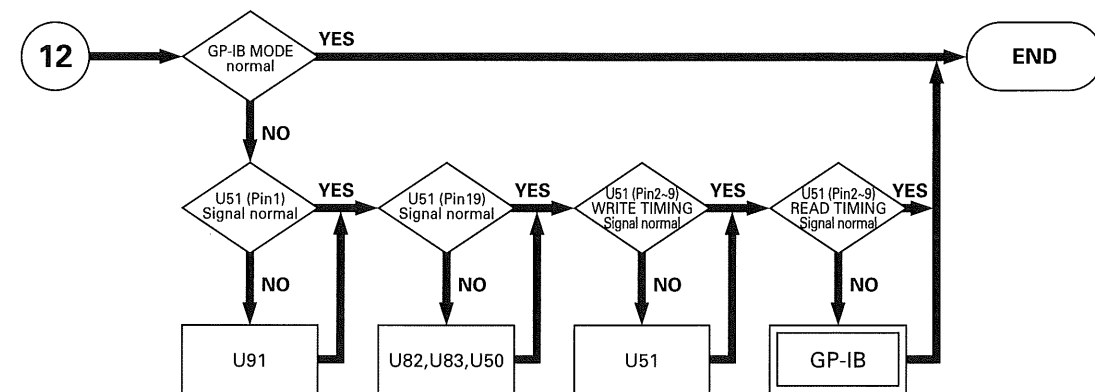 12
GP-IB MODE
normal
YES
END
NO
U51 (Pin1)
Signal normal
YES
U51 (Pin19)
Signal normal
YES
U51 (Pin2~9)
WRITE TIMING
Signal normal
YES
U51 (Pin2~9)
READ TIMING
Signal normal
YES
NO
NO
NO
NO
U91
U82,U83,U50
U51
GP-IB